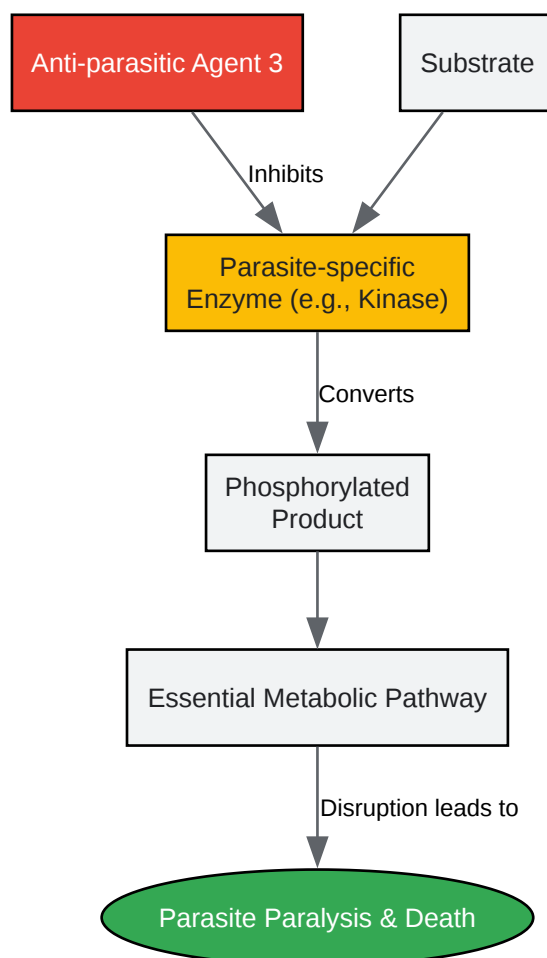 Anti-parasitic Agent 3
Substrate
Inhibits
Parasite-specific
Enzyme (e.g., Kinase)
Converts
Phosphorylated
Product
Essential Metabolic Pathway
Disruption leads to
Parasite Paralysis & Death